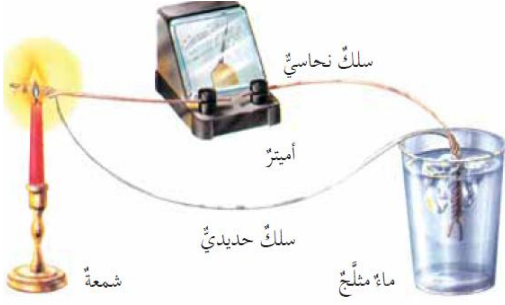 سلكٌ نحاسيٌّ
أميترٌ
سلكٌ حديديٌّ
ماءٌ مثلَّجٌ
شمعةٌ